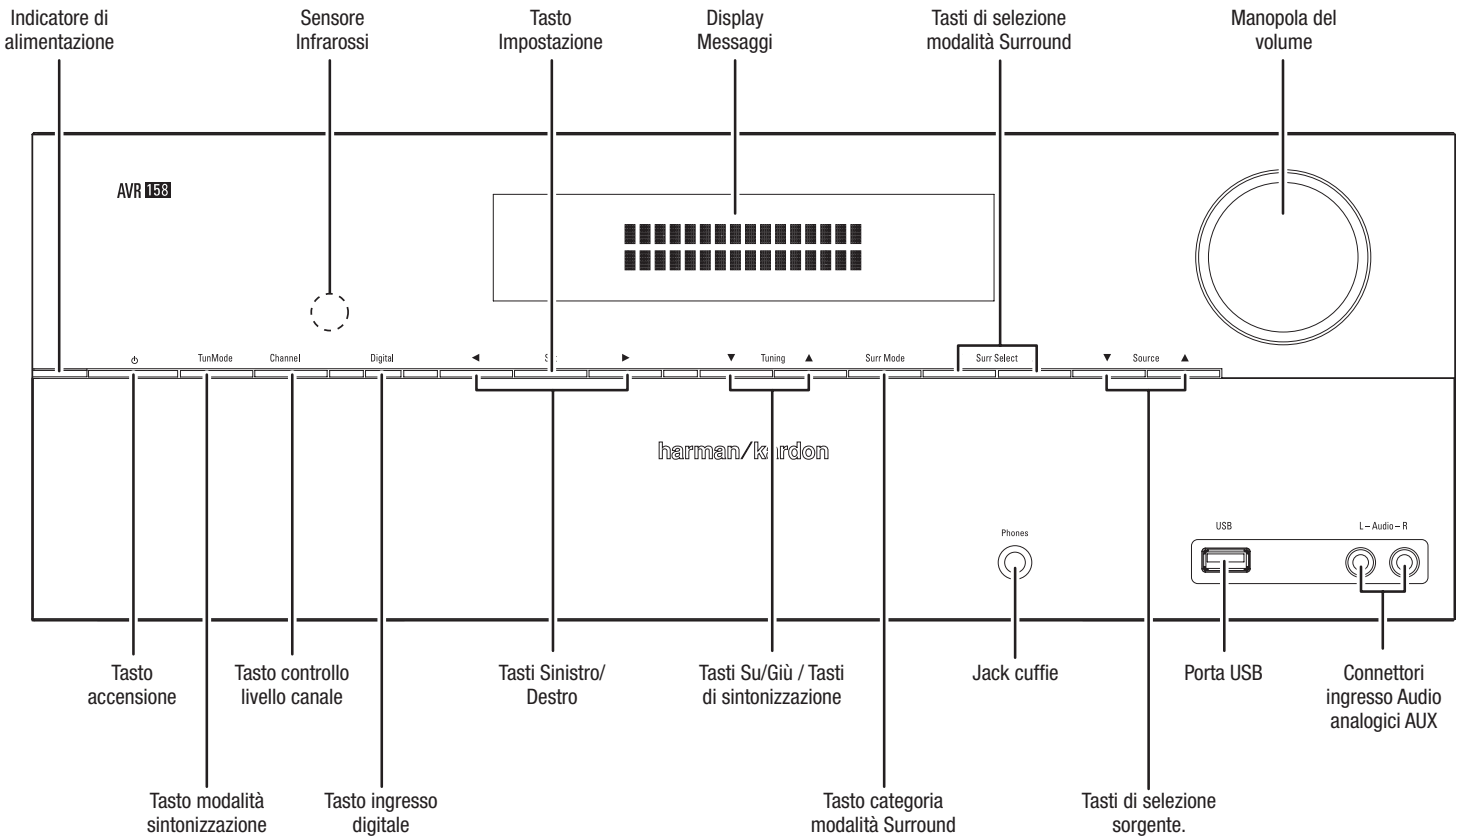 Indicatore di
alimentazione
Sensore
Infrarossi
Tasto
Impostazione
Display
Messaggi
Tasti di selezione
modalità Surround
Manopola del
volume
AVR 158
TunMode
Channel
Digital
◀
▶
▼ Tuning ▲
Surr Mode
Surr Select
▼ Source ▲
harman/kardon
Phones
USB
L – Audio – R
Tasto
accensione
Tasto controllo
livello canale
Tasti Sinistro/
Destro
Tasti Su/Giù / Tasti
di sintonizzazione
Jack cuffie
Porta USB
Connettori
ingresso Audio
analogici AUX
Tasto modalità
sintonizzazione
Tasto ingresso
digitale
Tasto categoria
modalità Surround
Tasti di selezione
sorgente.